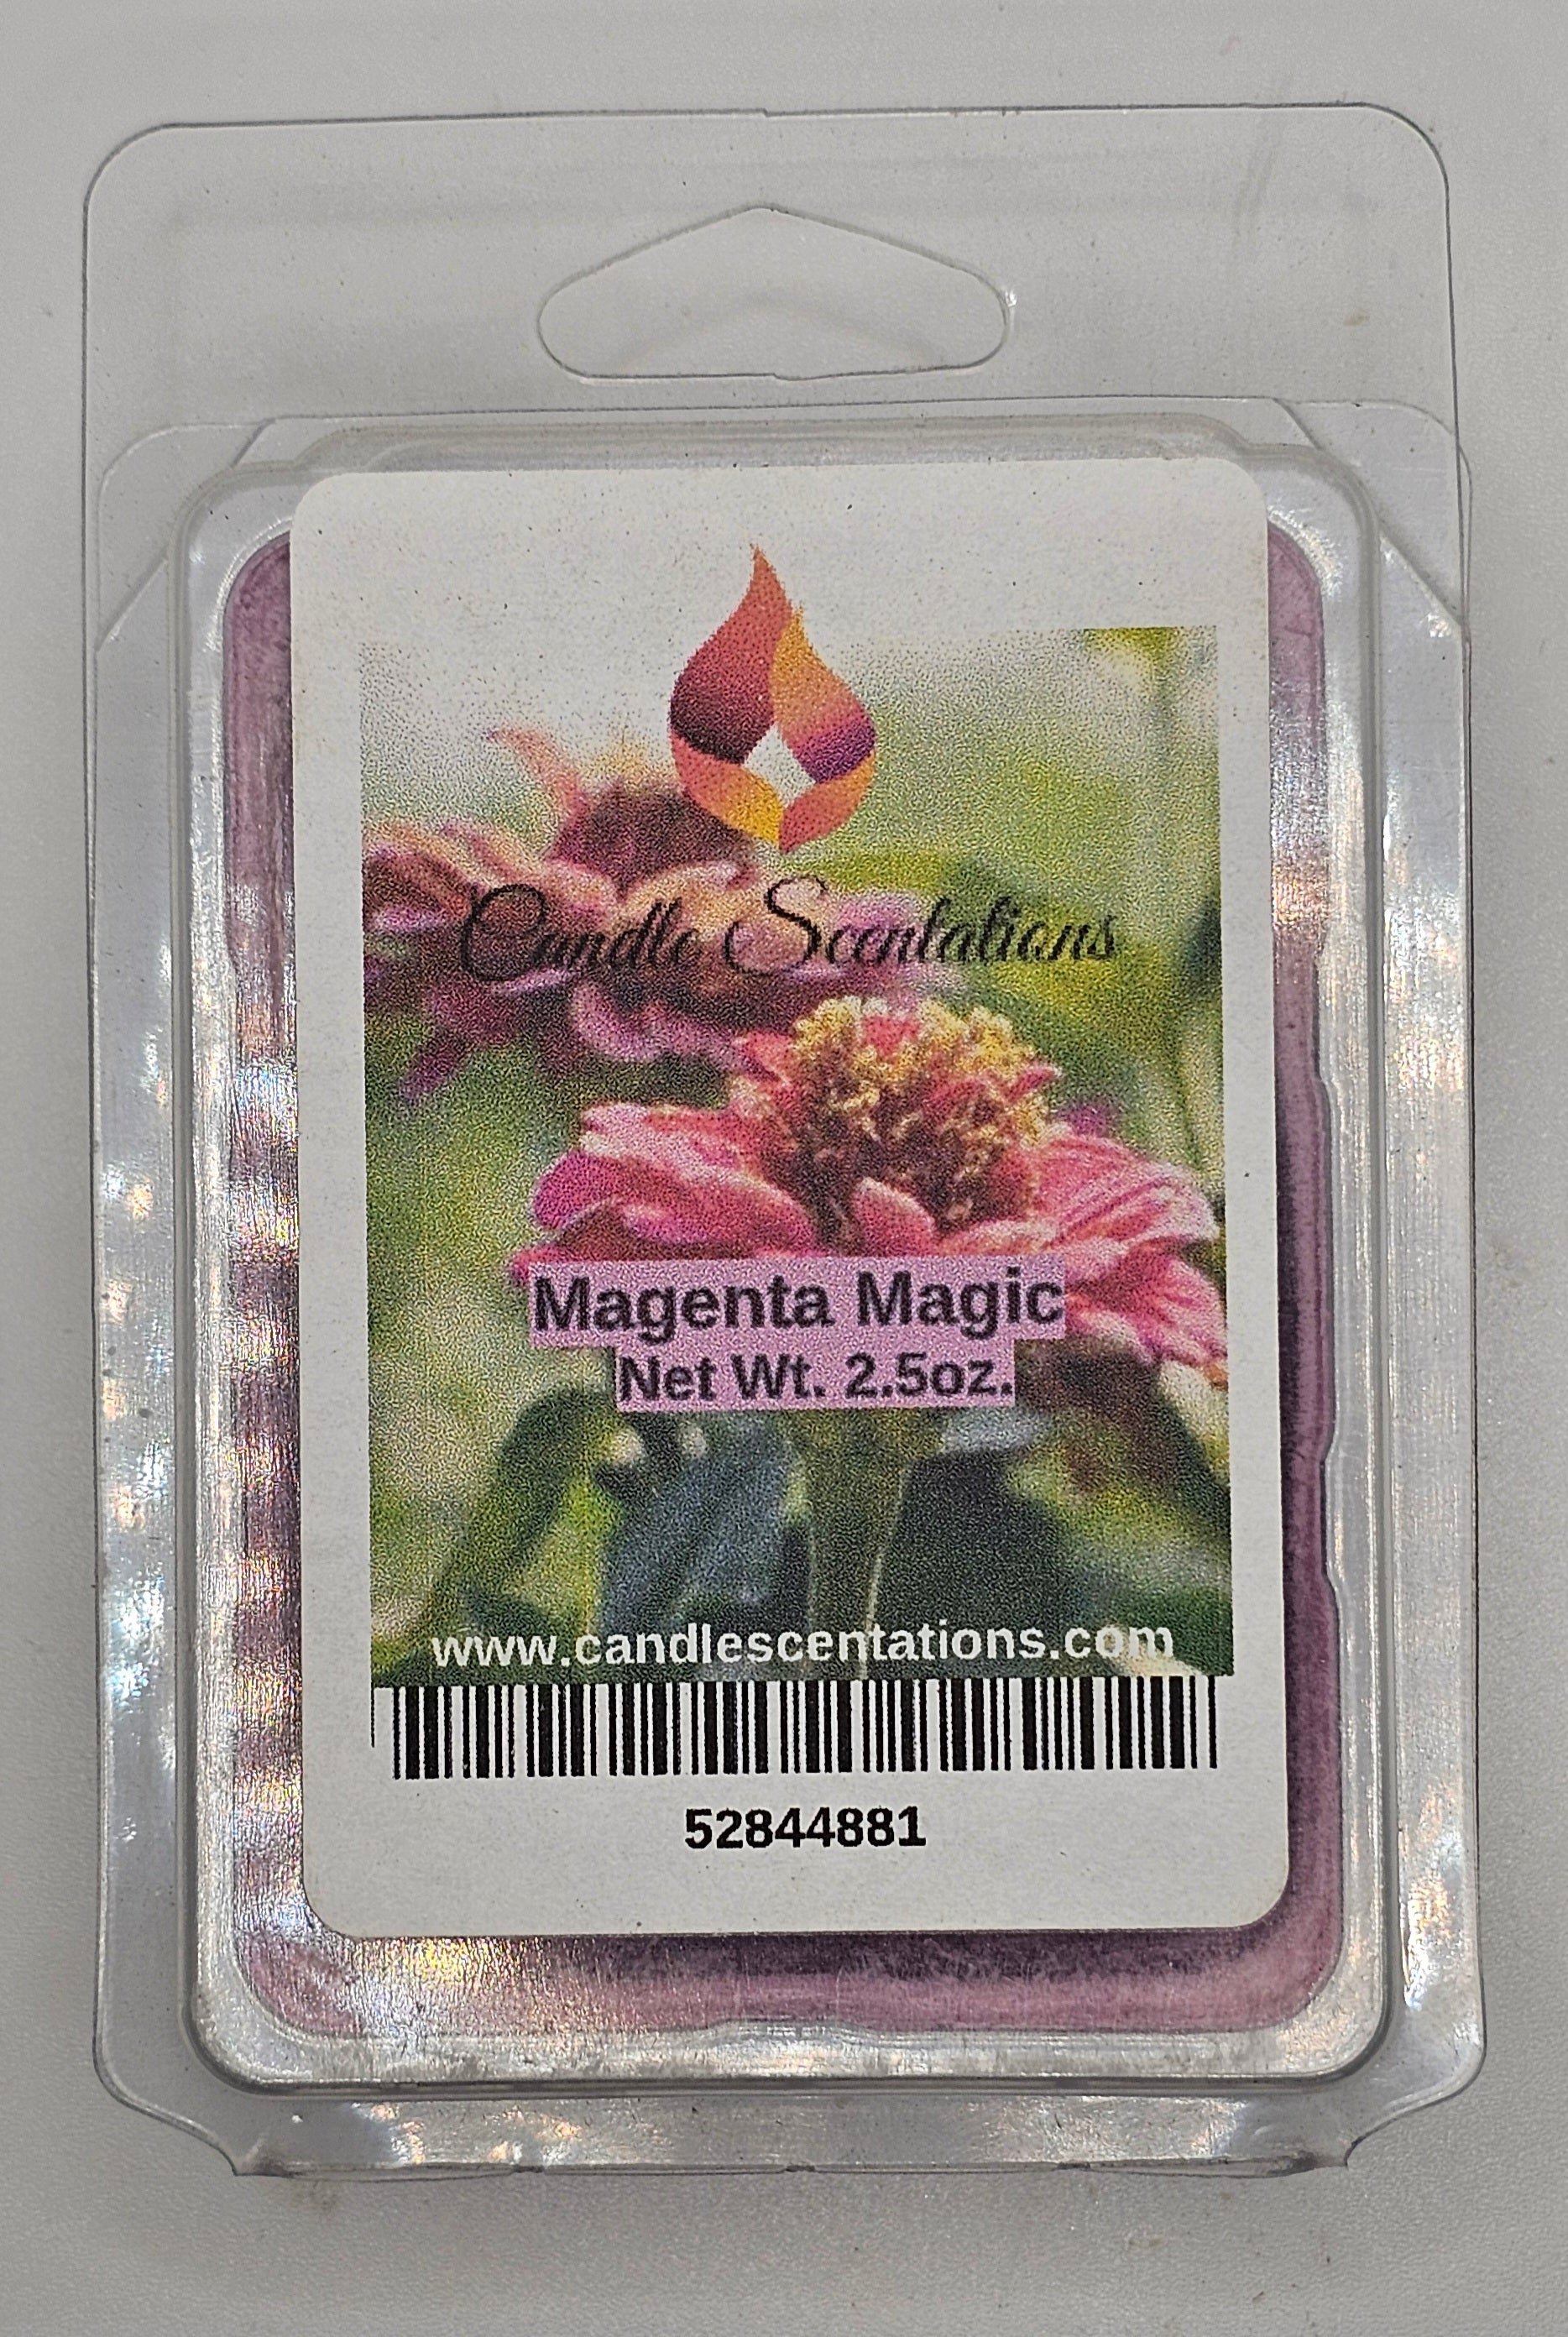 Candle Scentations
Magenta Magic
Net Wt. 2.5oz.
www.candlescentations.com
52844881